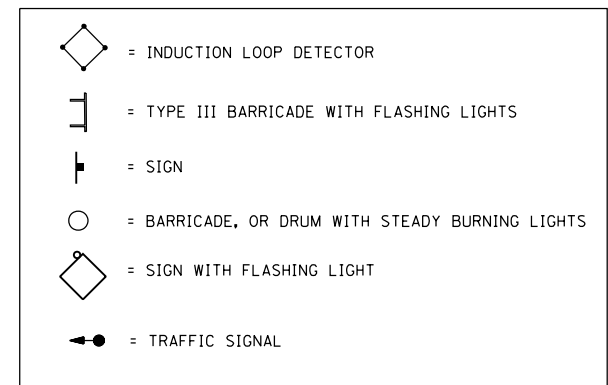 = INDUCTION LOOP DETECTOR
= TYPE III BARRICADE WITH FLASHING LIGHTS
= SIGN
= BARRICADE, OR DRUM WITH STEADY BURNING LIGHTS
= SIGN WITH FLASHING LIGHT
= TRAFFIC SIGNAL